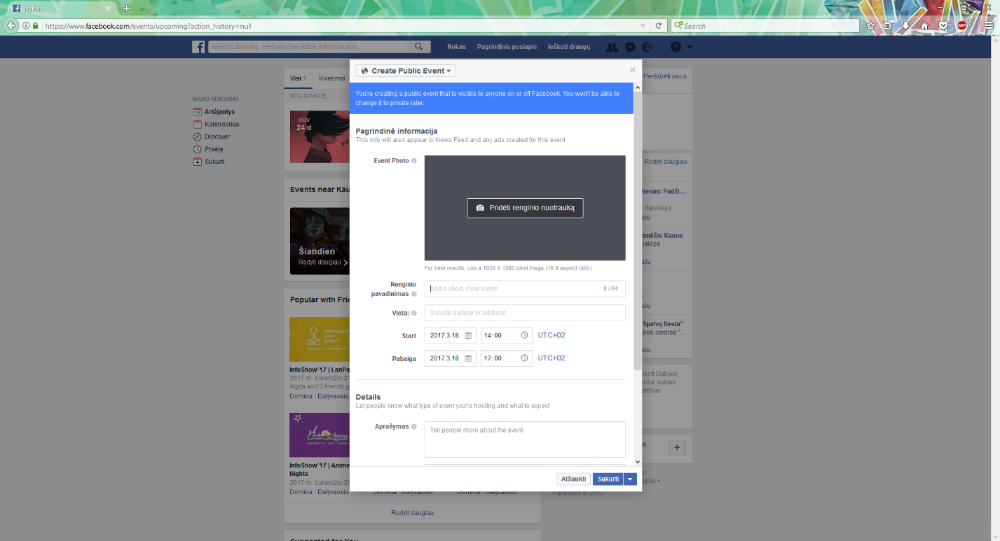 Įvykiai
https://www.facebook.com/events/upcoming?action_history=null
Search
ABP
Ieškoti žmonių, vietovių bei kitos informacijos
Rokas
Pagrindinis puslapis
Ieškoti draugų
Create Public Event
You're creating a public event that is visible to anyone on or off Facebook. You won't be able to
change it to private later.
Pagrindinė informacija
This info will also appear in News Feed and any ads created for this event
Event Photo
Pridėti renginio nuotrauką
For best results, use a 1920 X 1080 pixel image (16:9 aspect ratio)
Renginio
pavadinimas
Add a short, clear name
0 / 64
Vieta:
Include a place or address
Start
2017.3.18
14:00
UTC+02
Pabaiga
2017.3.18
17:00
UTC+02
Details
Let people know what type of event you're hosting and what to expect
Aprašymas
Tell people more about the event
Atšaukti
Sukurti
MANO RENGINIAI
Artėjantys
Kalendorius
Discover
Praėję
Sukurti
Visi 1
Kvietimai
KITĄ SAVAITĘ
KOV
24 d
Events near Kau
Šiandien
Rodyti daugiau
Popular with Frie
INFOSHOW
LAN
PARTY
InfoShow`17 | LanPa
2017 m. balandžio 21
Algita and 3 friends g
Domina · Dalyvausiu
Anime Nights
InfoShow`17 | Anime
Nights
2017 m. balandžio 28
Domina · Dalyvausiu
Domina · Dalyvausiu
Domina · Dalyvausiu
Rodyti daugiau
Suggested for You
Peržiūrėti visus
Rodyti daugiau
henas: Padži...
dalyvauja
siu
tmūšis Kaune
palėpė
siu
siu
Spalvų fiesta"
ūros centras "...
siu
osoft Outlook,
ndar. Įvykius
atiškai.
giau
Facebook © 2017